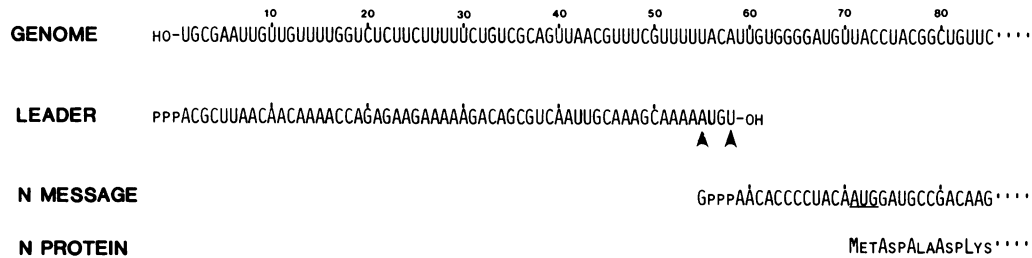 10 20 30 40 50 60 70 80
GENOME HO-UGCGAAUUGUUGUUUUGGUCUCUUCUUUUUCUGUCGCAGUUAACGUUUCGUUUUUACAUUGUGGGGAUGUUACCUACGGCUGUUC····
LEADER PPPACGCUUAACAACAAAACCAGAGAAGAAAAAGACAGCGUCAAUUGCAAAGCAAAAAUGU-OH
N MESSAGE GPPPAACACCCCUACAAUGGAUGCCGACAAG····
N PROTEIN METASPALAASPLYS····